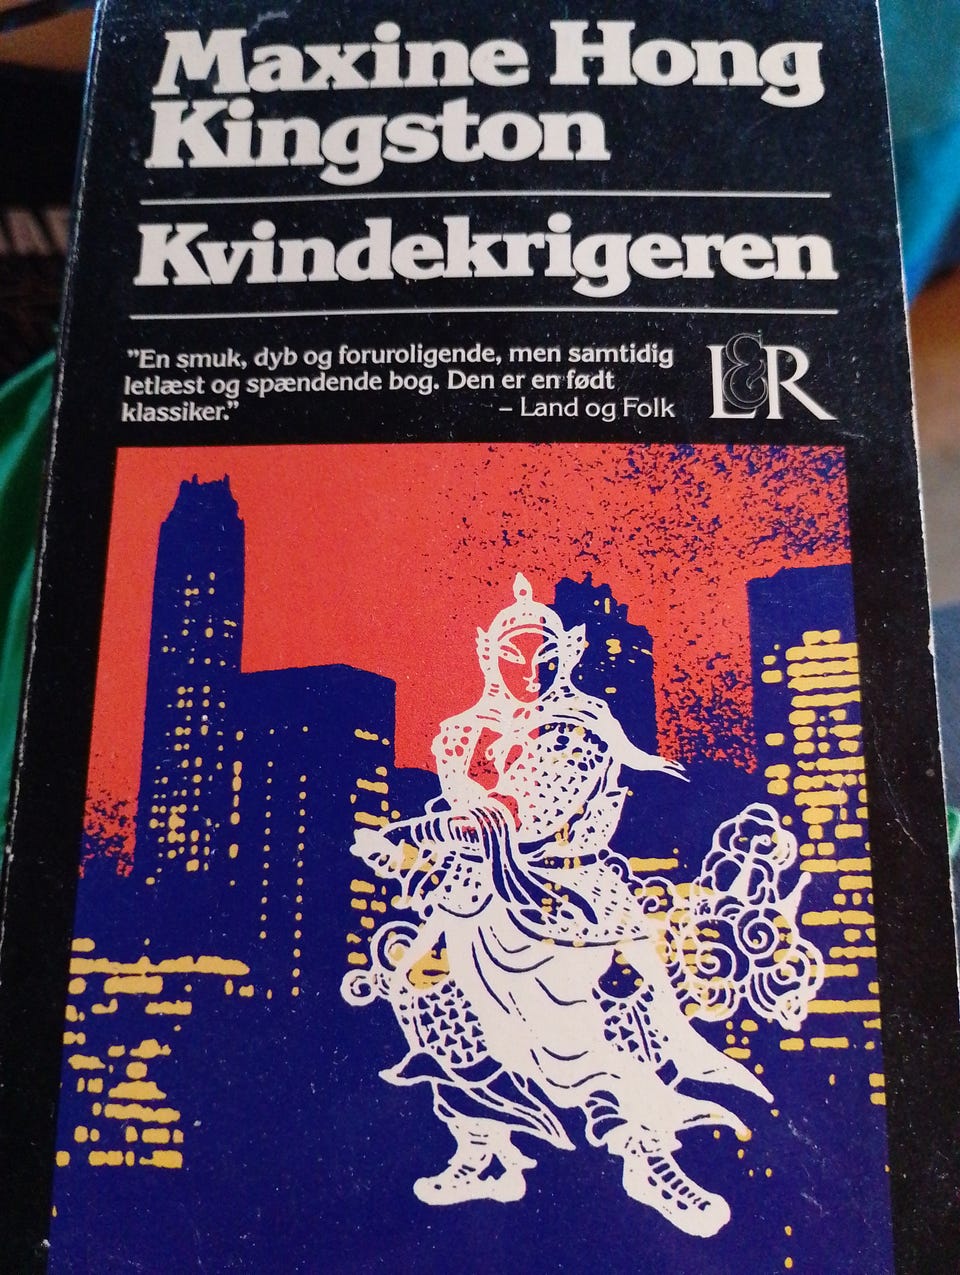 Maxine Hong
Kingston
Kvindekrigeren
"En smuk, dyb og foruroligende, men samtidig
letlæst og spændende bog. Den er en født
klassiker."
– Land og Folk
L&R